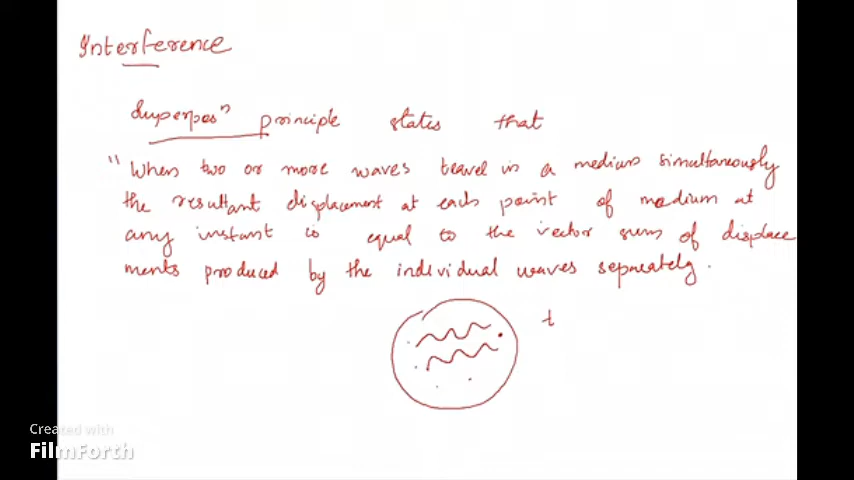 Interference
Superposⁿ principle states that
"When two or more waves travel in a medium simultaneously
the resultant displacement at each point of medium at
any instant is equal to the vector sum of displace
ments produced by the individual waves separately.
t
Created with
FilmForth